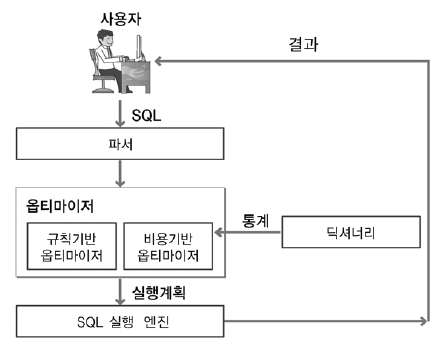 사용자
결과
SQL
파서
옵티마이저
규칙기반
옵티마이저
비용기반
옵티마이저
통계
딕셔너리
실행계획
SQL 실행 엔진